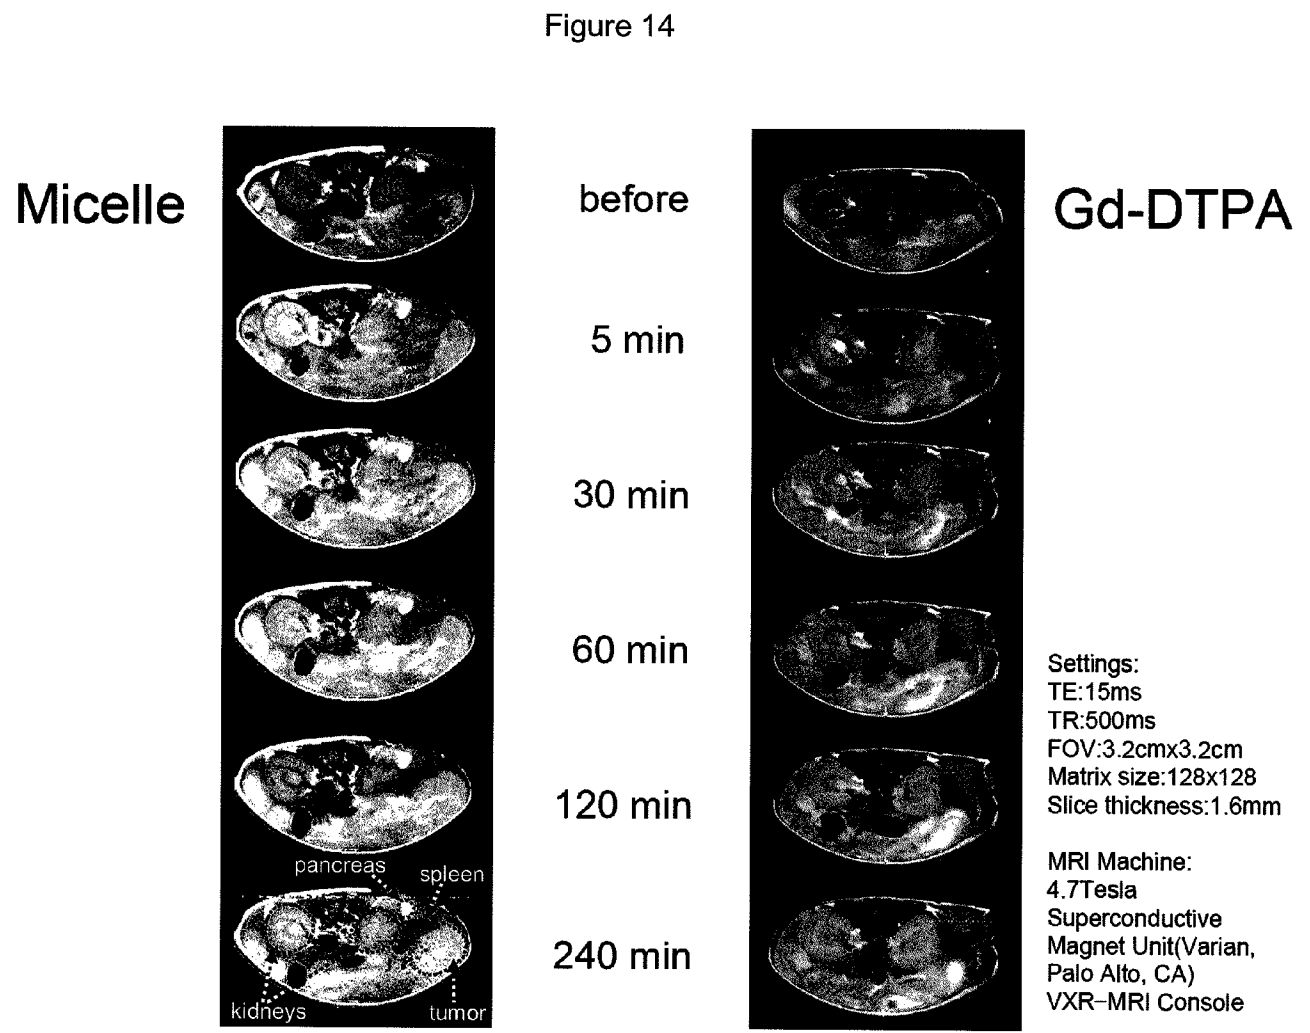 Figure 14
Micelle
before
Gd-DTPA
5 min
30 min
60 min
120 min
240 min
pancreas
spleen
kidneys
tumor
Settings:
TE:15ms
TR:500ms
FOV:3.2cmx3.2cm
Matrix size:128x128
Slice thickness:1.6mm
MRI Machine:
4.7Tesla
Superconductive
Magnet Unit(Varian,
Palo Alto, CA)
VXR-MRI Console